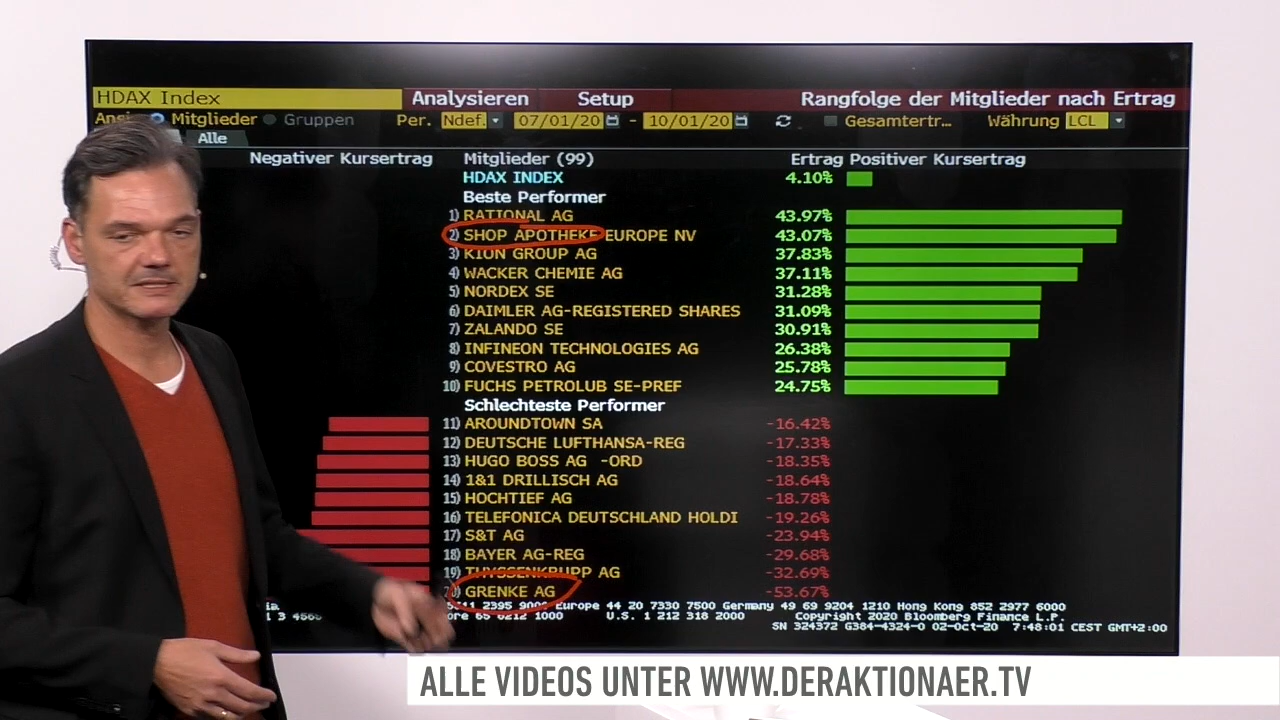 HDAX Index Analysieren Setup Rangfolge der Mitglieder nach Ertrag
Mitglieder Gruppen Per. Ndef. 07/01/20 - 10/01/20 Gesamtertr... Währung LCL
Alle
Negativer Kursertrag Mitglieder (99) Ertrag Positiver Kursertrag
HDAX INDEX 4.10%
Beste Performer
1) RATIONAL AG 43.97%
2) SHOP APOTHEKE EUROPE NV 43.07%
3) KION GROUP AG 37.83%
4) WACKER CHEMIE AG 37.11%
5) NORDEX SE 31.28%
6) DAIMLER AG-REGISTERED SHARES 31.09%
7) ZALANDO SE 30.91%
8) INFINEON TECHNOLOGIES AG 26.38%
9) COVESTRO AG 25.78%
10) FUCHS PETROLUB SE-PREF 24.75%
Schlechteste Performer
11) AROUNDTOWN SA -16.42%
12) DEUTSCHE LUFTHANSA-REG -17.33%
13) HUGO BOSS AG -ORD -18.35%
14) 1&1 DRILLISCH AG -18.64%
15) HOCHTIEF AG -18.78%
16) TELEFONICA DEUTSCHLAND HOLDI -19.26%
17) S&T AG -23.94%
18) BAYER AG-REG -29.68%
19) THYSSENKRUPP AG -32.69%
GRENKE AG -53.67%
2395 9000 Europe 44 20 7330 7500 Germany 49 69 9204 1210 Hong Kong 852 2977 6000
65 6212 1000 U.S. 1 212 318 2000 Copyright 2020 Bloomberg Finance L.P.
SN 324372 G384-4324-0 02-Oct-20 7:48:01 CEST GMT+2:00
ALLE VIDEOS UNTER WWW.DERAKTIONAER.TV